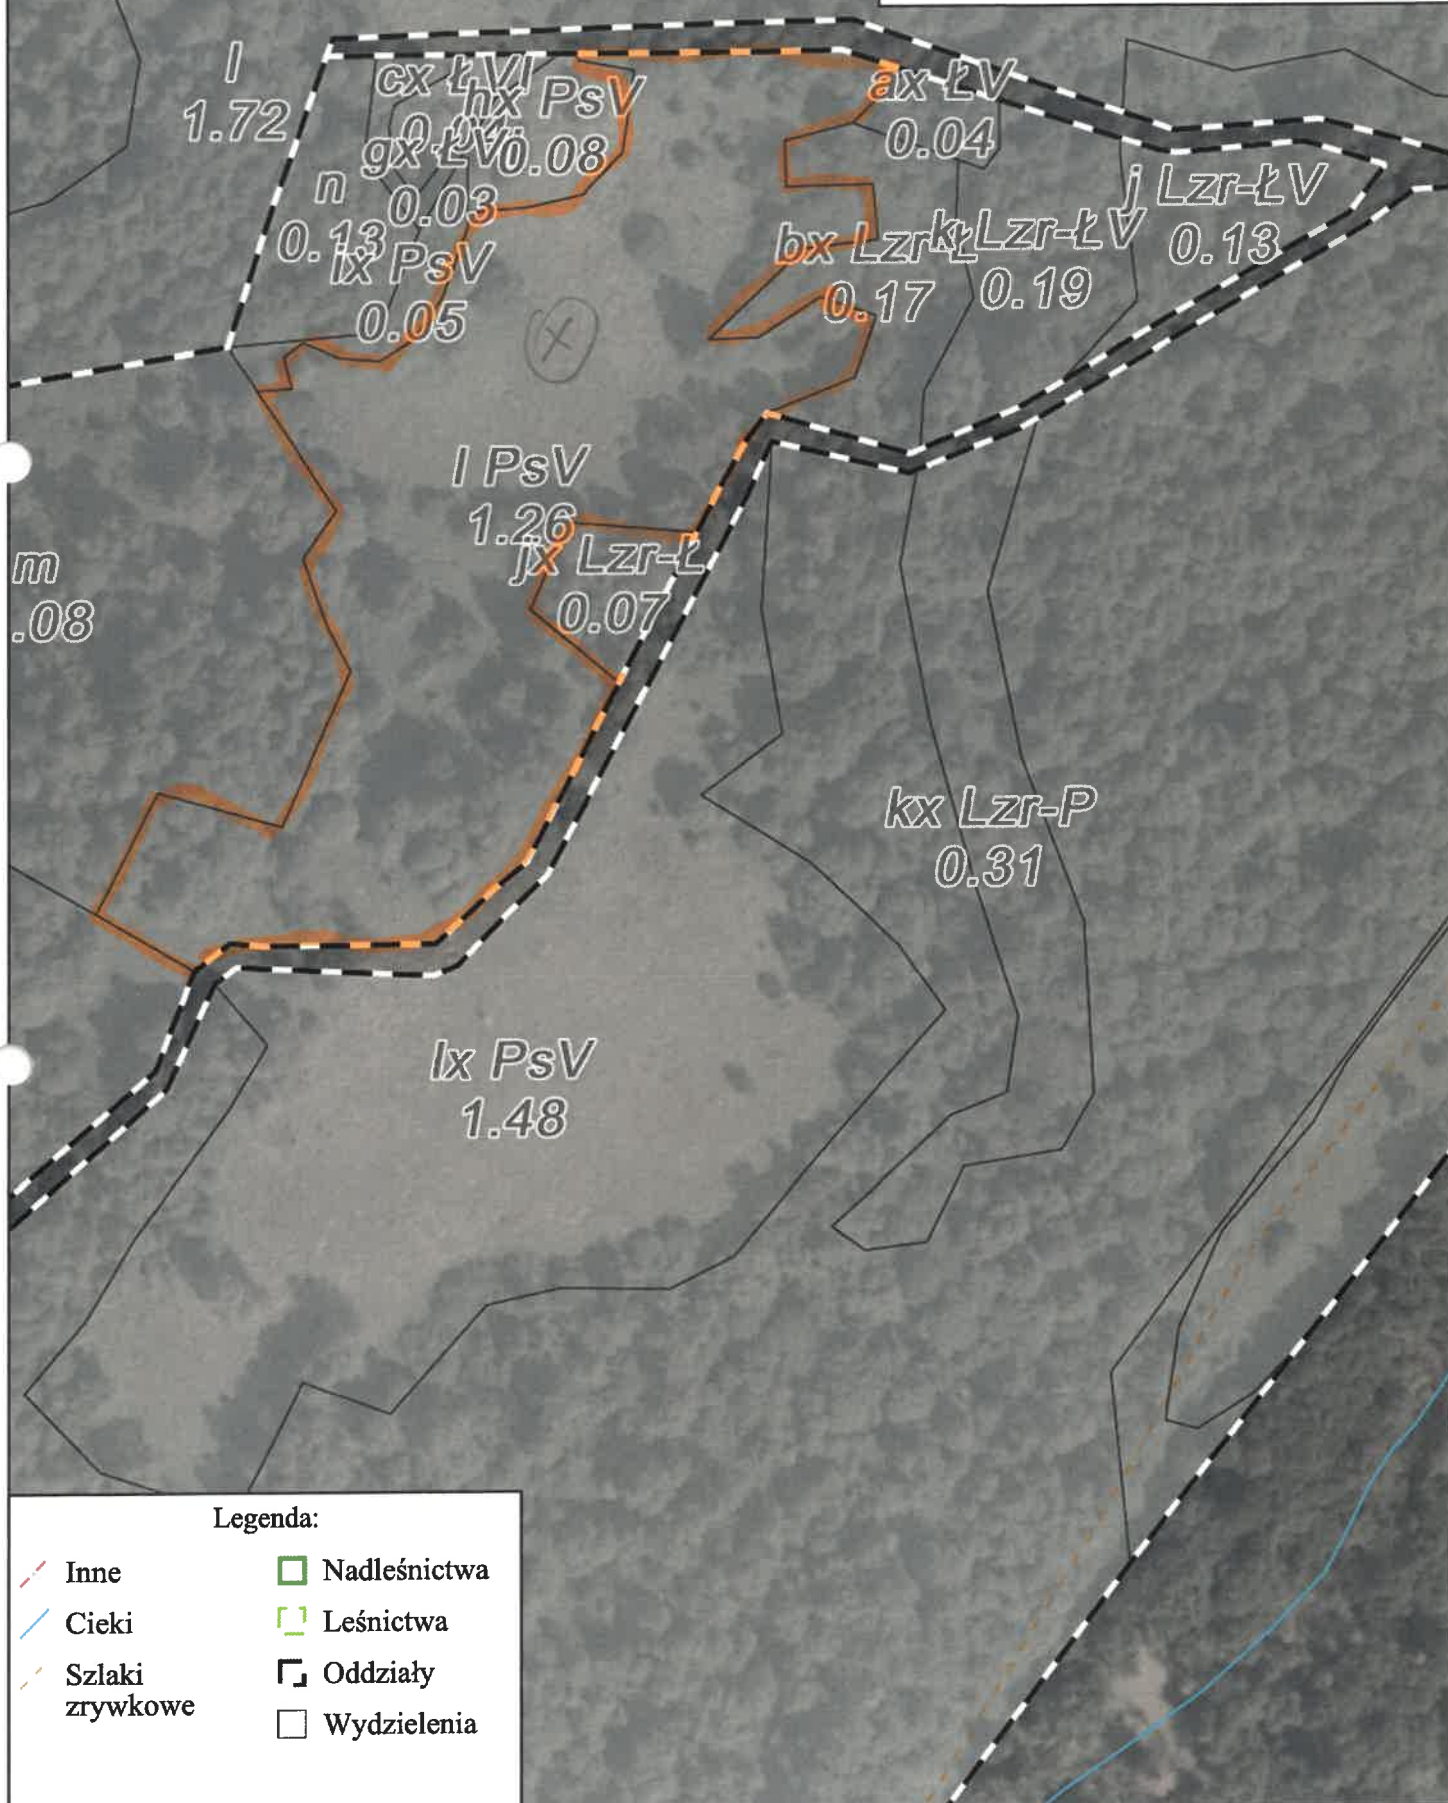 l
1.72
cx ŁVI
hx PsV
0.08
gx ŁVI
0.03
n
0.13
ix PsV
0.05
ax ŁV
0.04
j Lzr-ŁV
0.13
bx Lzr-Ł
0.17
k Lzr-ŁV
0.19
X
l PsV
1.26
jx Lzr-Ł
0.07
m
.08
kx Lzr-P
0.31
lx PsV
1.48
Legenda:
Inne
Cieki
Szlaki
zrywkowe
Nadleśnictwa
Leśnictwa
Oddziały
Wydzielenia